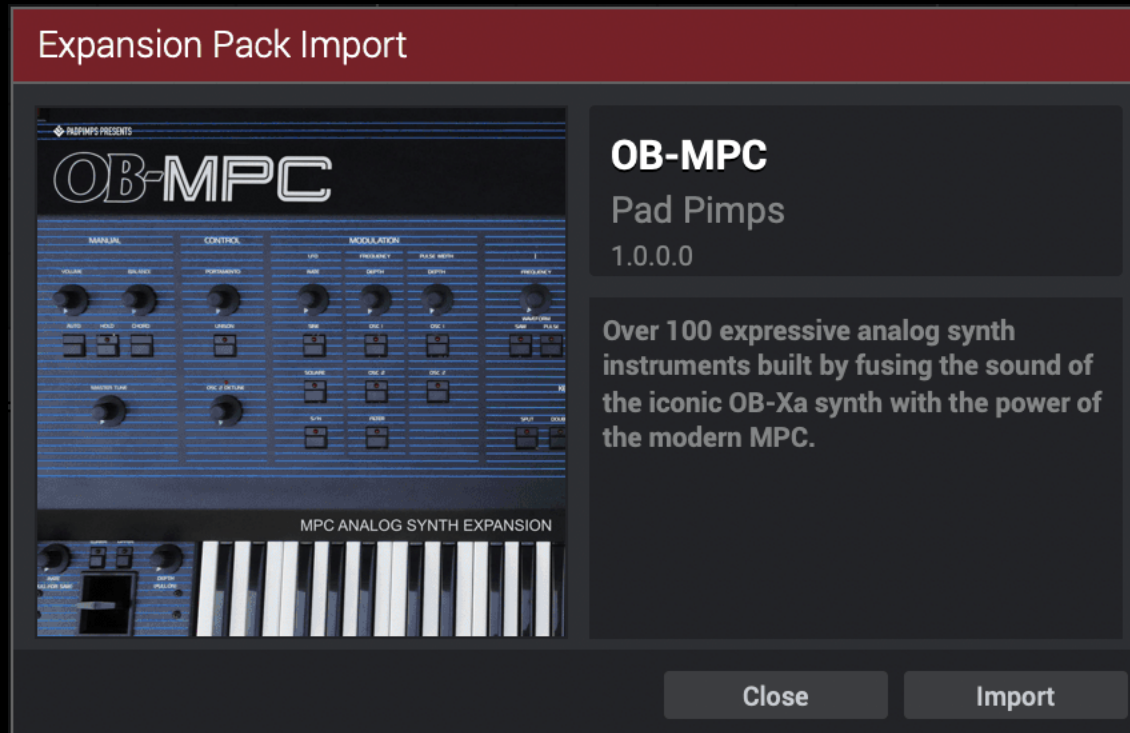 Expansion Pack Import
PADPIMPS PRESENTS
OB-MPC
MANUAL
CONTROL
MODULATION
VOLUME
BALANCE
PORTAMENTO
LFO
FREQUENCY
PULSE WIDTH
RATE
DEPTH
DEPTH
FREQUENCY
AUTO
HOLD
CHORD
UNISON
SINE
OSC 1
OSC 1
WAVEFORM
SAW
PULSE
SQUARE
OSC 2
OSC 2
MASTER TUNE
OSC 2 DETUNE
S/H
FILTER
SPLIT
MPC ANALOG SYNTH EXPANSION
RATE
DEPTH
OB-MPC
Pad Pimps
1.0.0.0
Over 100 expressive analog synth
instruments built by fusing the sound of
the iconic OB-Xa synth with the power of
the modern MPC.
Close
Import